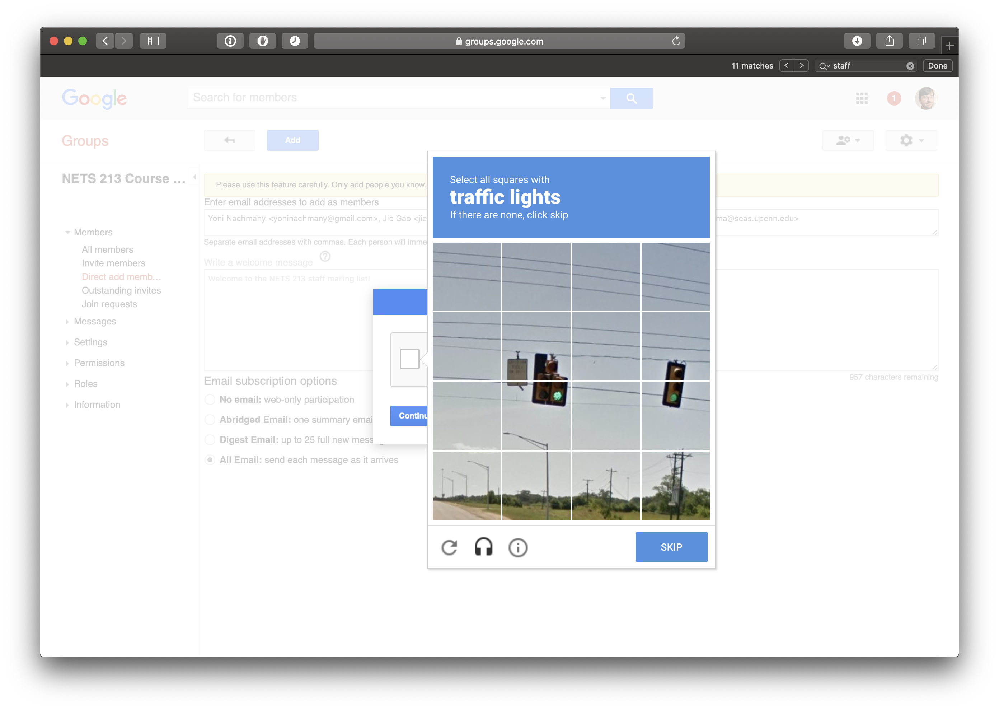 groups.google.com
11 matches
staff
Done
Google
Search for members
1
Groups
Add
NETS 213 Course ...
Please use this feature carefully. Only add people you know.
Enter email addresses to add as members
Yoni Nachmany <yoninachmany@gmail.com>, Jie Gao <jie
ma@seas.upenn.edu>
Separate email addresses with commas. Each person will imme
Write a welcome message
?
Welcome to the NETS 213 staff mailing list!
957 characters remaining
Members
All members
Invite members
Direct add memb...
Outstanding invites
Join requests
Messages
Settings
Permissions
Roles
Information
Email subscription options
No email: web-only participation
Abridged Email: one summary emai
Digest Email: up to 25 full new messag
All Email: send each message as it arrives
Continu
Select all squares with
traffic lights
If there are none, click skip
SKIP